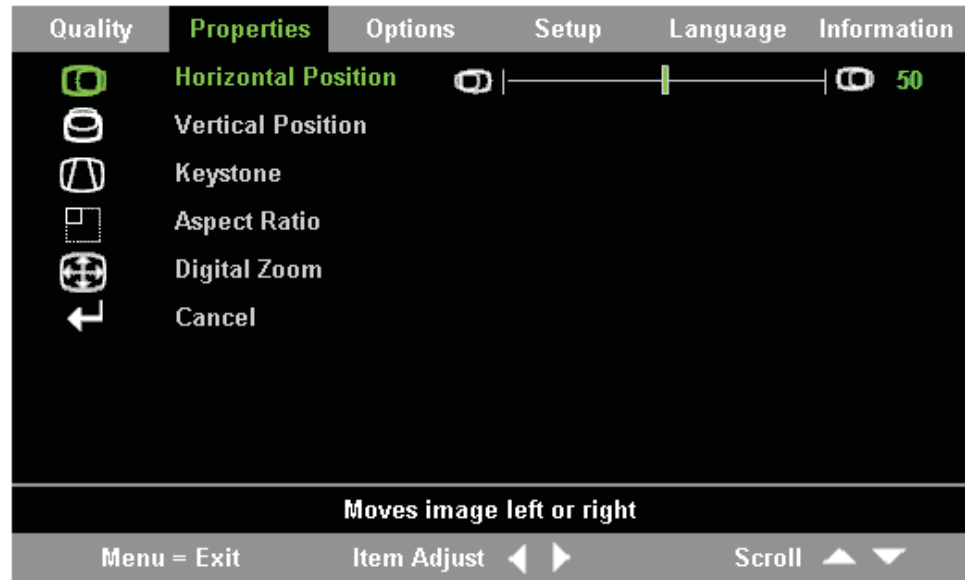 Quality Properties Options Setup Language Information
Horizontal Position 50
Vertical Position
Keystone
Aspect Ratio
Digital Zoom
Cancel
Moves image left or right
Menu = Exit Item Adjust Scroll